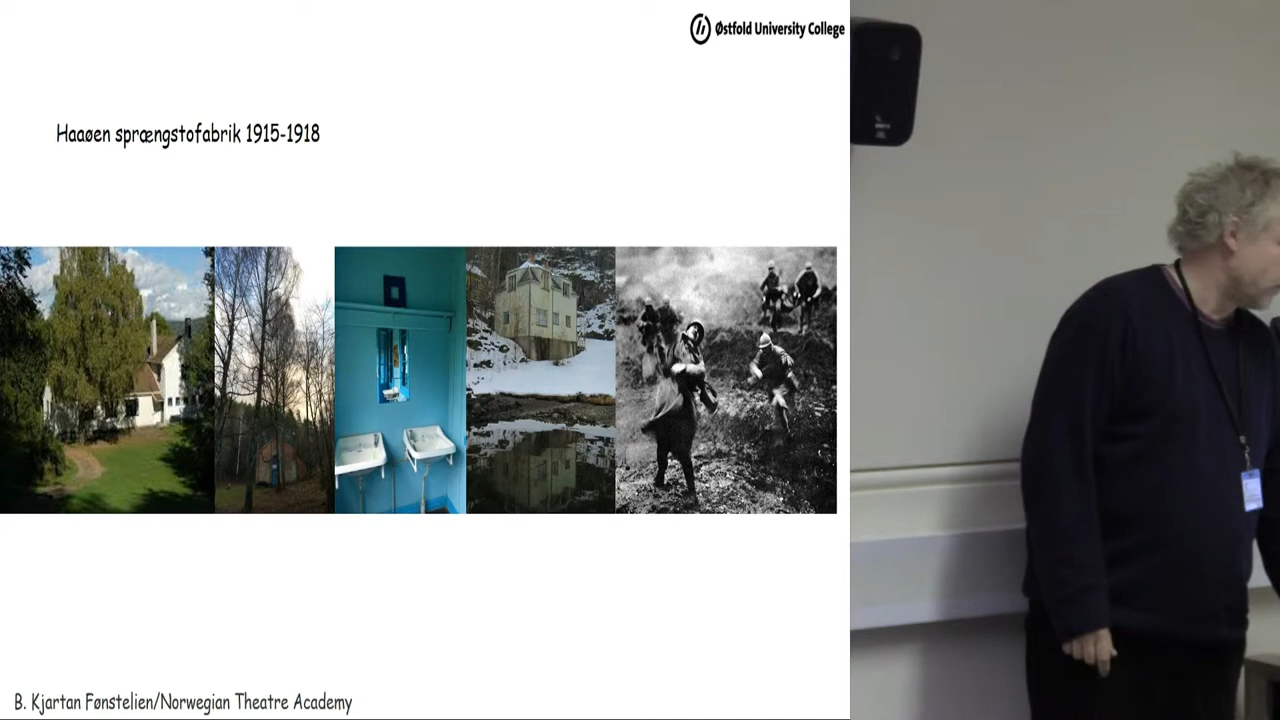 Østfold University College
Haaøen sprængstofabrik 1915-1918
B. Kjartan Fønstelien/Norwegian Theatre Academy